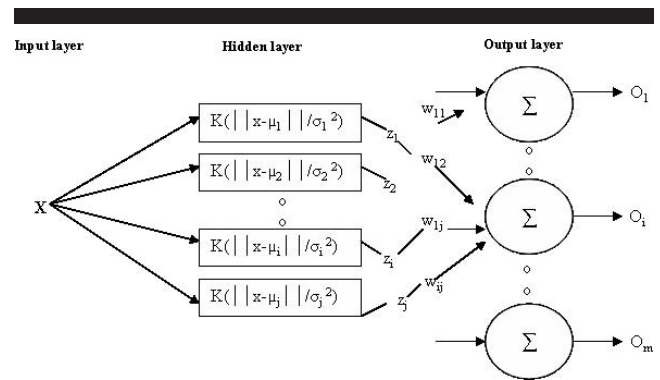 Input layer
Hidden layer
Output layer
K(||x-μ₁||/σ₁²)
K(||x-μ₂||/σ₂²)
K(||x-μᵢ||/σᵢ²)
K(||x-μⱼ||/σⱼ²)
X
z₁
z₂
zᵢ
zⱼ
w₁₁
w₁₂
w₁ⱼ
wᵢⱼ
Σ
O₁
Σ
Oᵢ
Σ
Oₘ